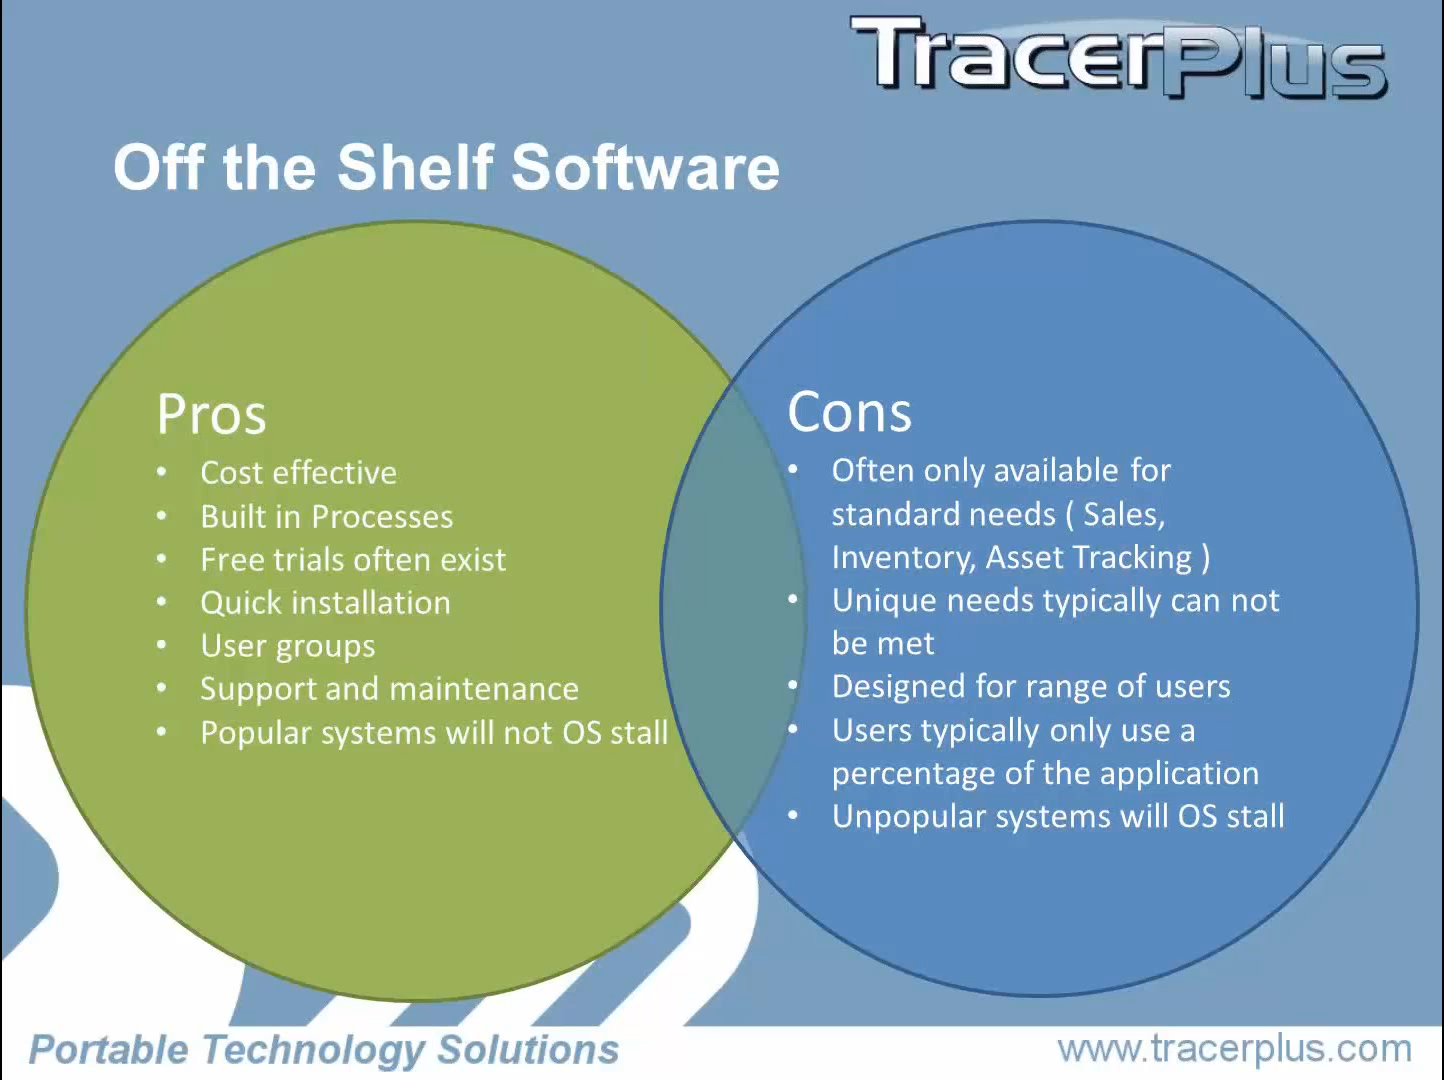 TracerPlus
Off the Shelf Software
Pros
• Cost effective
• Built in Processes
• Free trials often exist
• Quick installation
• User groups
• Support and maintenance
• Popular systems will not OS stall
Cons
• Often only available for
standard needs ( Sales,
Inventory, Asset Tracking )
• Unique needs typically can not
be met
• Designed for range of users
• Users typically only use a
percentage of the application
• Unpopular systems will OS stall
Portable Technology Solutions
www.tracerplus.com